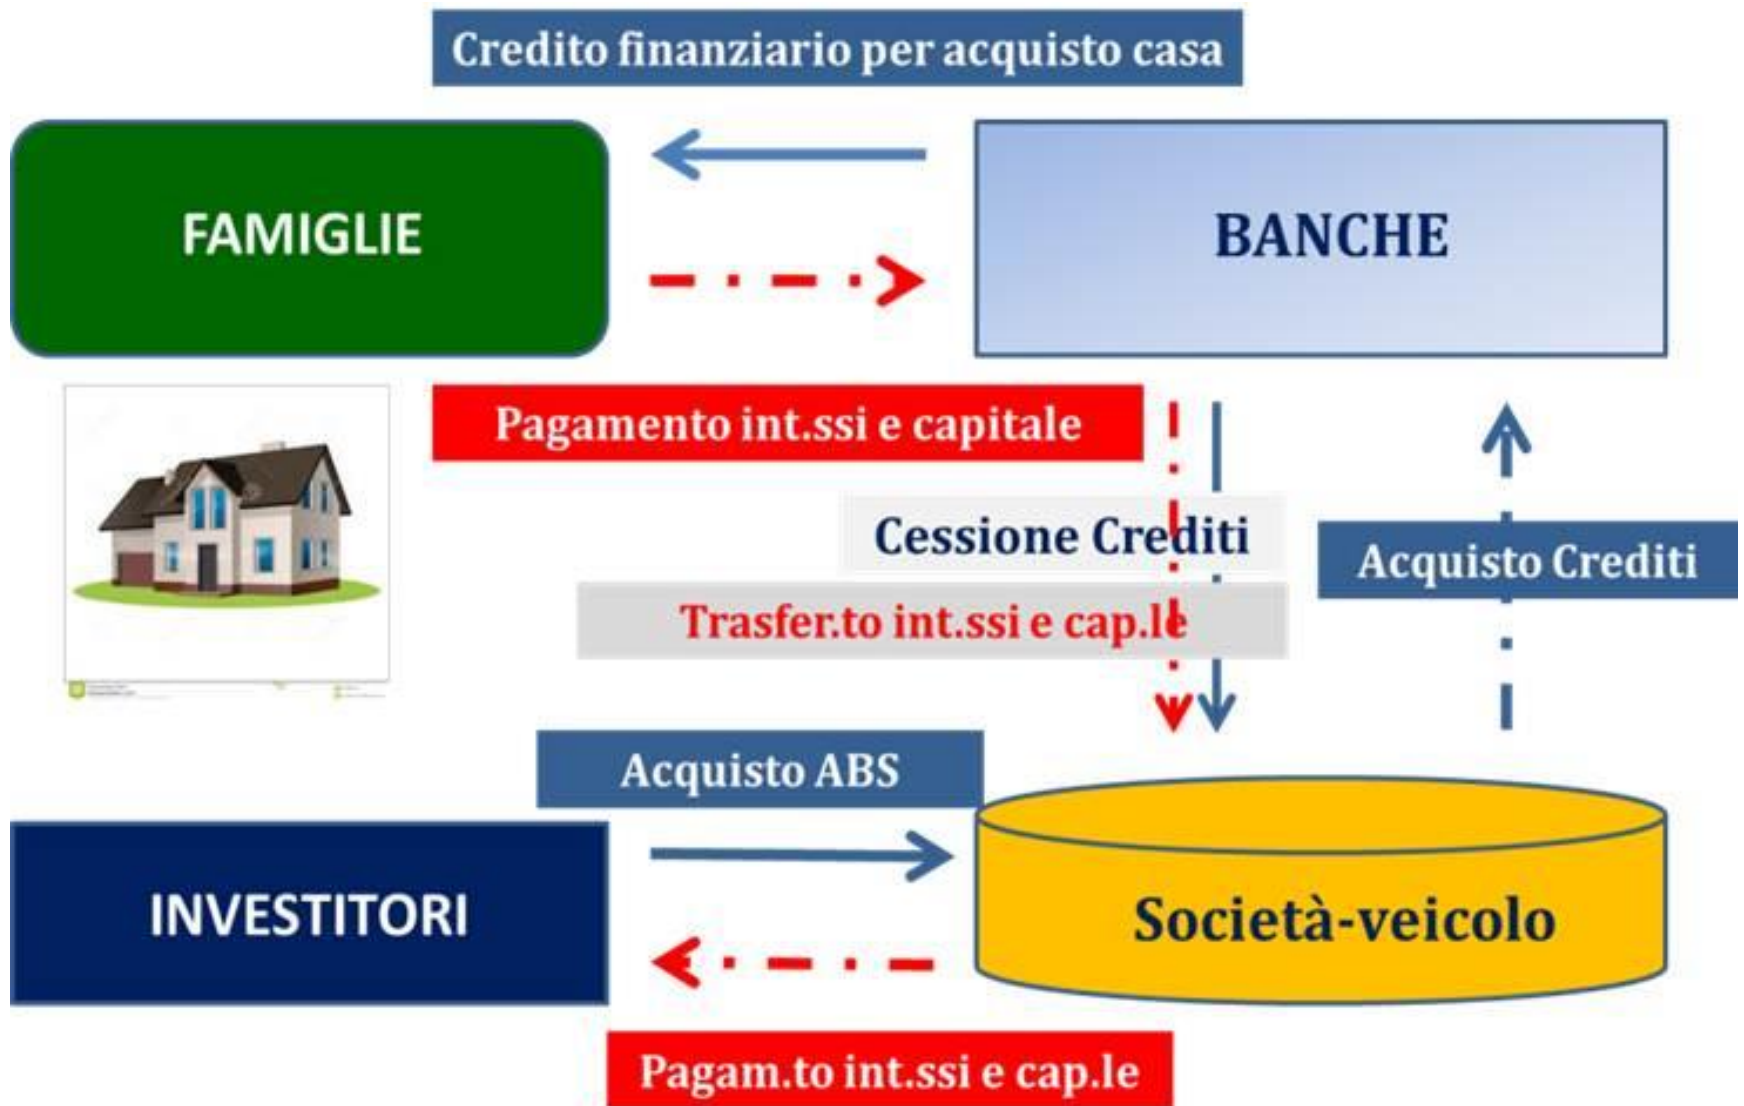 Credito finanziario per acquisto casa
FAMIGLIE
BANCHE
Pagamento int.ssi e capitale
Cessione Crediti
Acquisto Crediti
Trasfer.to int.ssi e cap.le
Acquisto ABS
INVESTITORI
Società-veicolo
Pagam.to int.ssi e cap.le